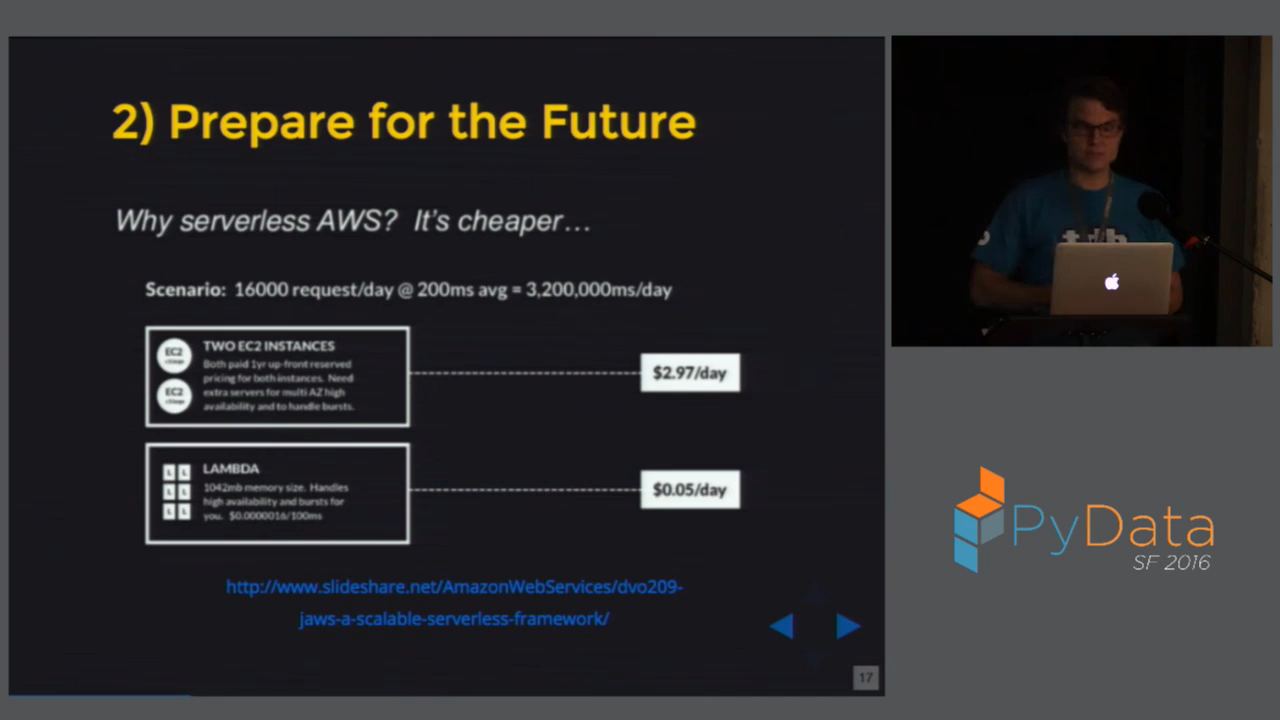 2) Prepare for the Future
Why serverless AWS? It's cheaper…
Scenario: 16000 request/day @ 200ms avg = 3,200,000ms/day
EC2
EC2
TWO EC2 INSTANCES
Both paid 1yr up-front reserved
pricing for both instances. Need
extra servers for multi AZ high
availability and to handle bursts.
$2.97/day
L L
L L
L L
LAMBDA
1042mb memory size. Handles
high availability and bursts for
you. $0.0000016/100ms
$0.05/day
http://www.slideshare.net/AmazonWebServices/dvo209-
jaws-a-scalable-serverless-framework/
17
PyData
SF 2016